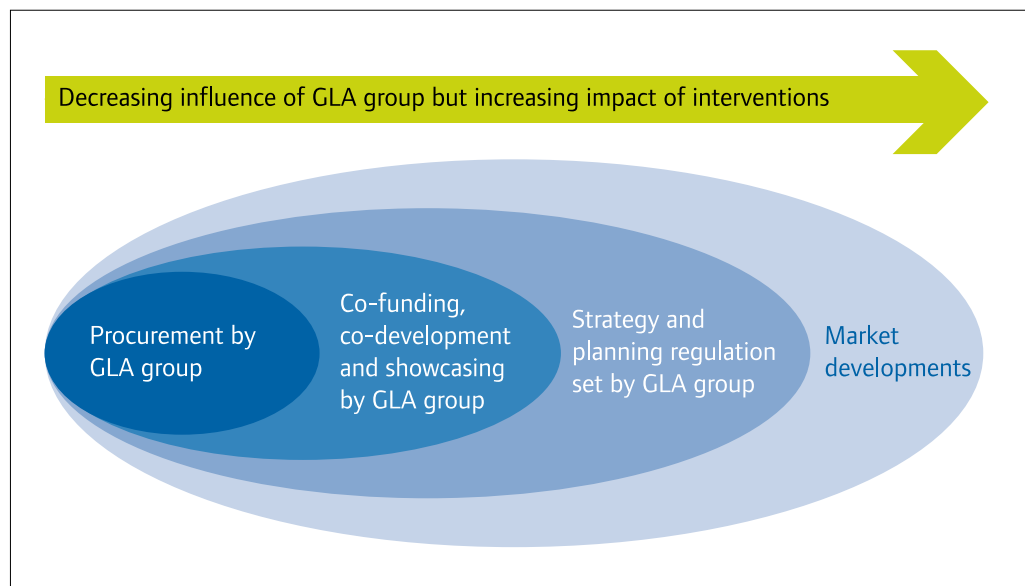 Decreasing influence of GLA group but increasing impact of interventions
Procurement by
GLA group
Co-funding,
co-development
and showcasing
by GLA group
Strategy and
planning regulation
set by GLA group
Market
developments